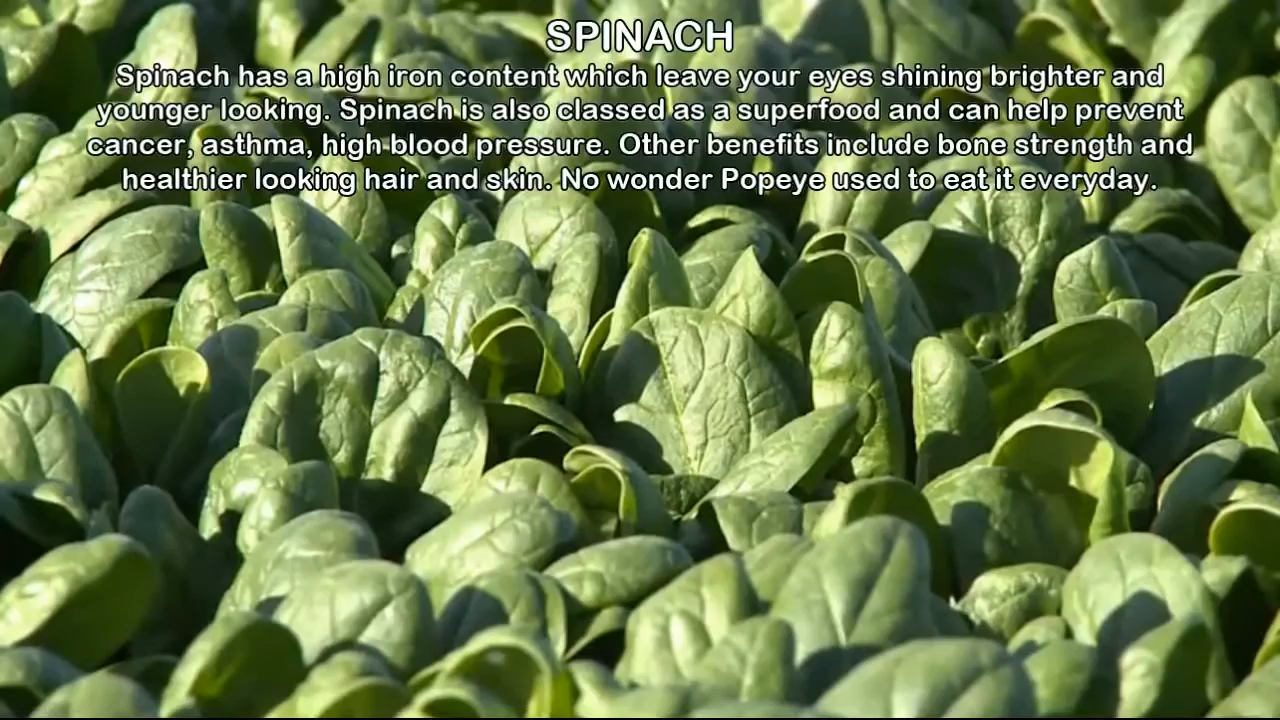 SPINACH
Spinach has a high iron content which leave your eyes shining brighter and
younger looking. Spinach is also classed as a superfood and can help prevent
cancer, asthma, high blood pressure. Other benefits include bone strength and
healthier looking hair and skin. No wonder Popeye used to eat it everyday.